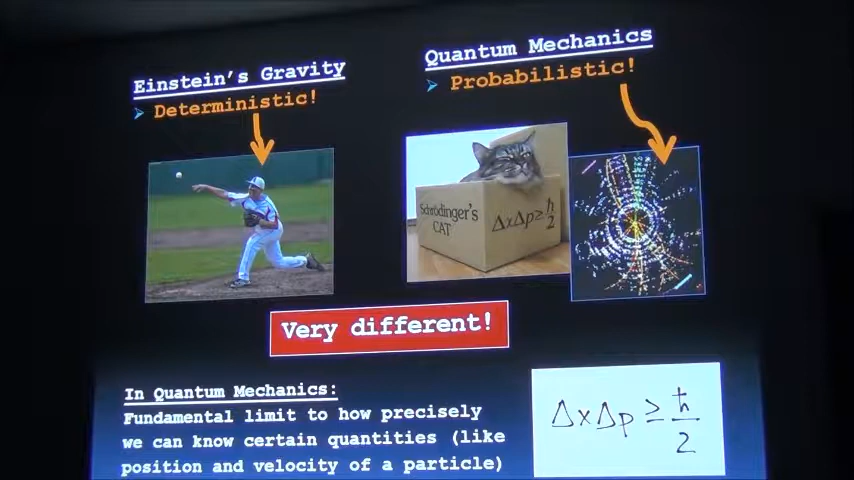 Einstein's Gravity
➢ Deterministic!
Quantum Mechanics
➢ Probabilistic!
Schrödinger's
CAT
ΔxΔp≥ħ/2
Very different!
In Quantum Mechanics:
Fundamental limit to how precisely
we can know certain quantities (like
position and velocity of a particle)
ΔxΔp ≥ ħ/2